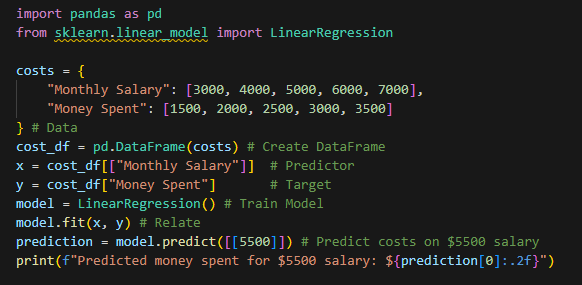 import pandas as pd
from sklearn.linear_model import LinearRegression

costs = {
    "Monthly Salary": [3000, 4000, 5000, 6000, 7000],
    "Money Spent": [1500, 2000, 2500, 3000, 3500]
} # Data
cost_df = pd.DataFrame(costs) # Create DataFrame
x = cost_df[["Monthly Salary"]]  # Predictor
y = cost_df["Money Spent"]       # Target
model = LinearRegression() # Train Model
model.fit(x, y) # Relate
prediction = model.predict([[5500]]) # Predict costs on $5500 salary
print(f"Predicted money spent for $5500 salary: ${prediction[0]:.2f}")